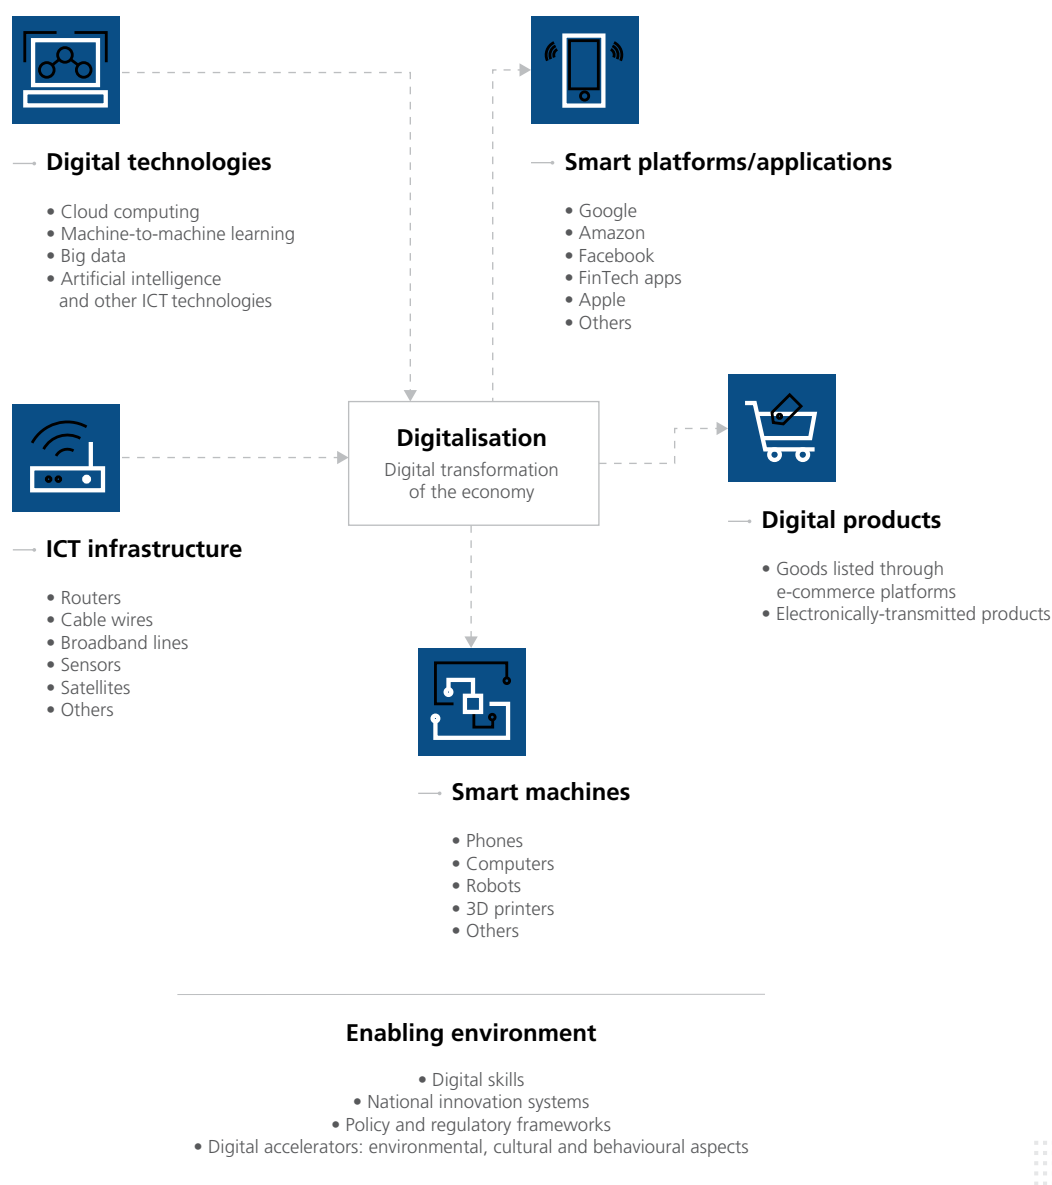 Digital technologies
• Cloud computing
• Machine-to-machine learning
• Big data
• Artificial intelligence
and other ICT technologies
Smart platforms/applications
• Google
• Amazon
• Facebook
• FinTech apps
• Apple
• Others
Digitalisation
Digital transformation
of the economy
ICT infrastructure
• Routers
• Cable wires
• Broadband lines
• Sensors
• Satellites
• Others
Digital products
• Goods listed through
e-commerce platforms
• Electronically-transmitted products
Smart machines
• Phones
• Computers
• Robots
• 3D printers
• Others
Enabling environment
• Digital skills
• National innovation systems
• Policy and regulatory frameworks
• Digital accelerators: environmental, cultural and behavioural aspects